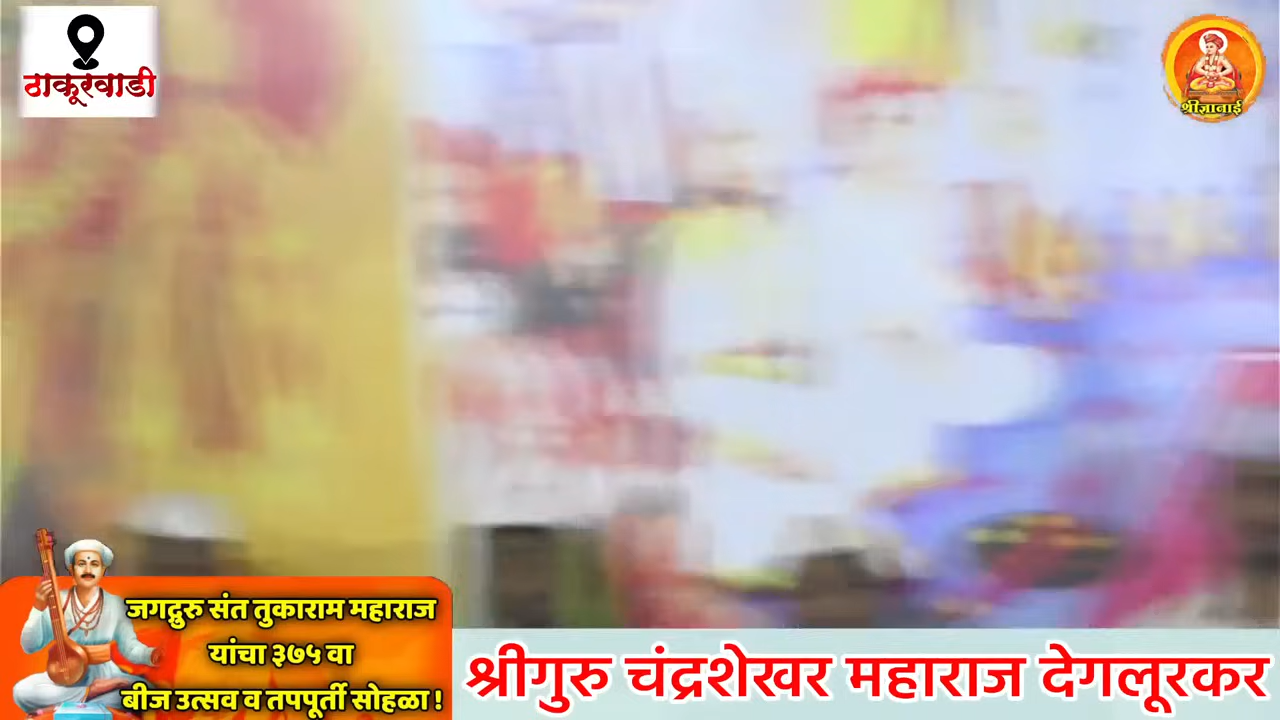 ठाकूरवाडी
श्रीज्ञानाई
जगद्गुरु संत तुकाराम महाराज
यांचा ३७५ वा
बीज उत्सव व तपपूर्ती सोहळा !
श्रीगुरु चंद्रशेखर महाराज देगलूरकर